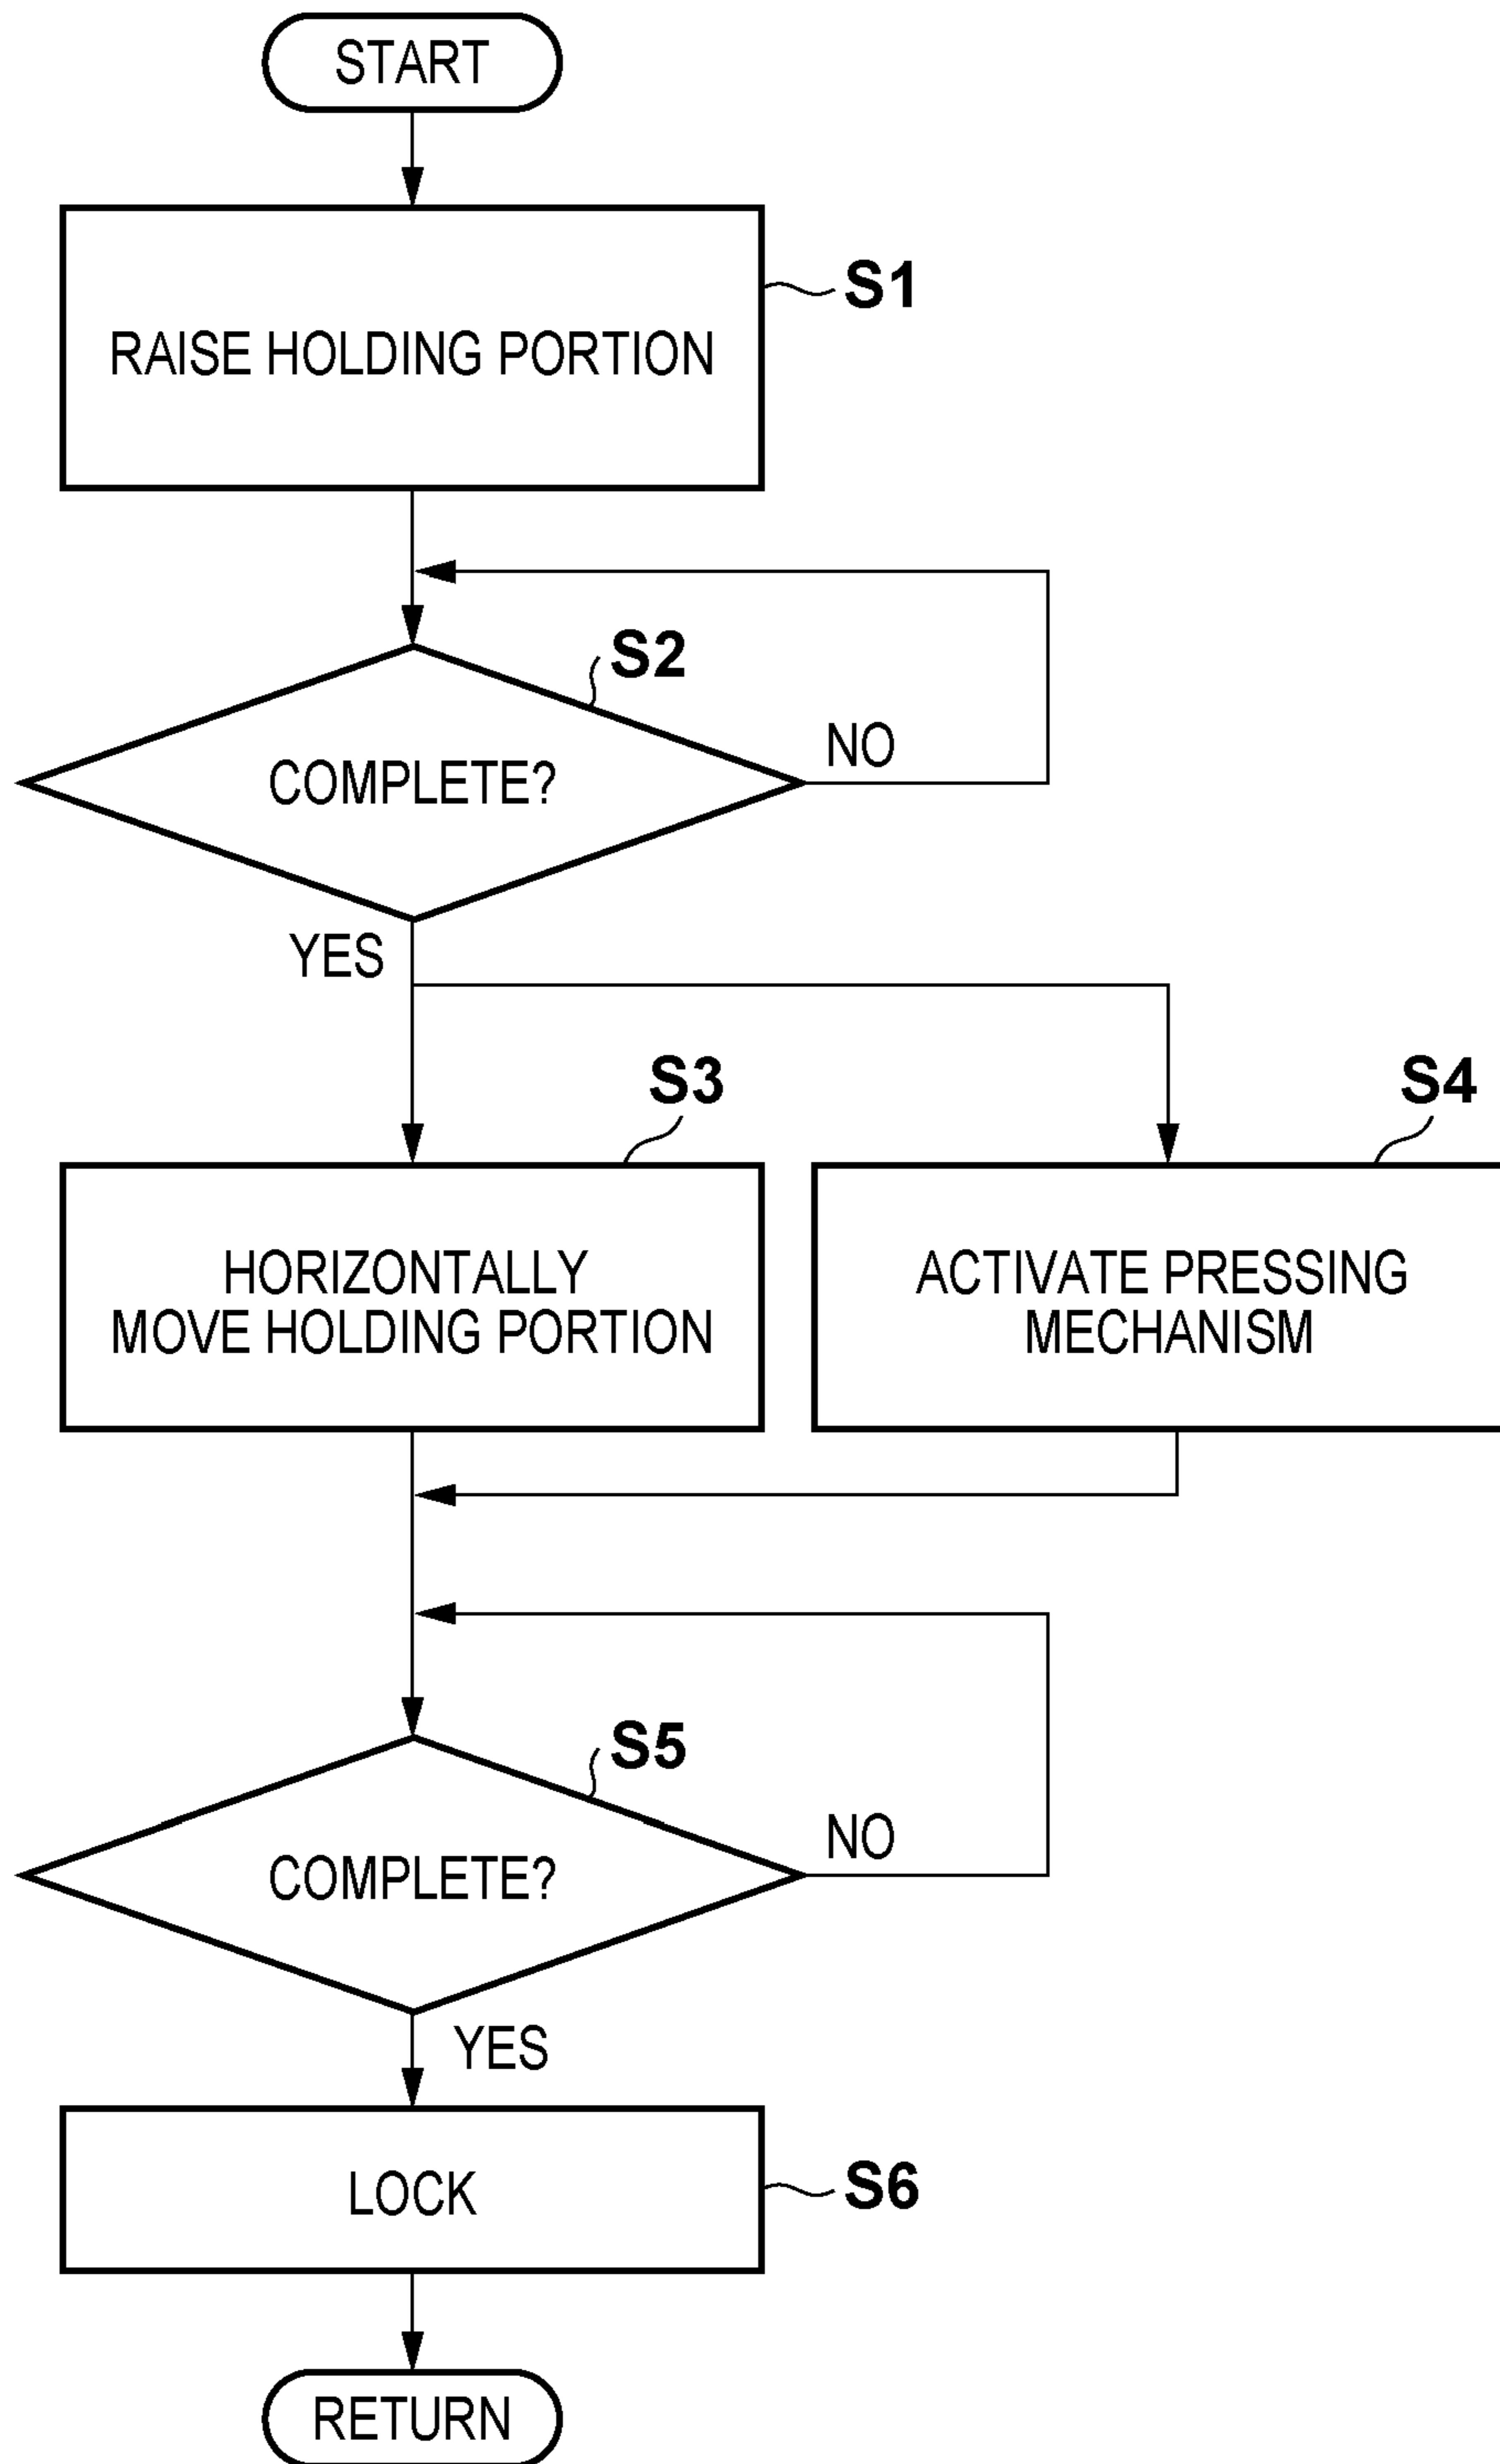 START
RAISE HOLDING PORTION
S1
S2
COMPLETE?
NO
YES
S3
S4
HORIZONTALLY
MOVE HOLDING PORTION
ACTIVATE PRESSING
MECHANISM
S5
COMPLETE?
NO
YES
LOCK
S6
RETURN